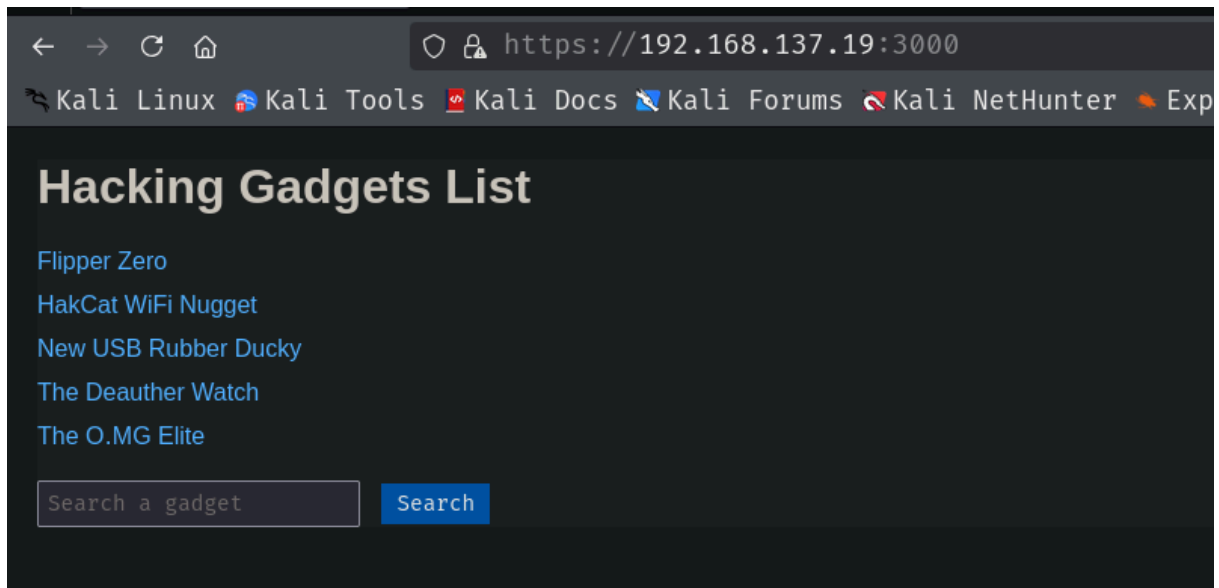 https://192.168.137.19:3000
Kali Linux Kali Tools Kali Docs Kali Forums Kali NetHunter Exp
Hacking Gadgets List
Flipper Zero
HakCat WiFi Nugget
New USB Rubber Ducky
The Deauther Watch
The O.MG Elite
Search a gadget Search